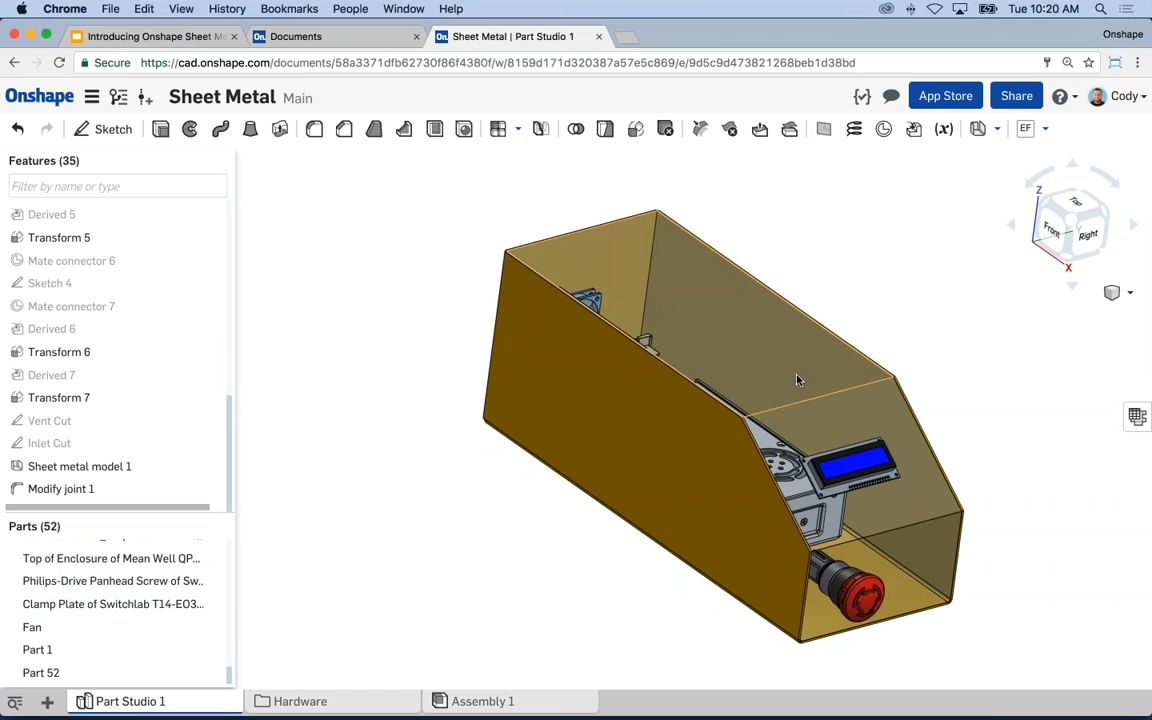 Chrome File Edit View History Bookmarks People Window Help Tue 10:20 AM
Introducing Onshape Sheet Me On. Documents On. Sheet Metal | Part Studio 1 Onshape
Secure https://cad.onshape.com/documents/58a3371dfb62730f86f4380f/w/8159d171d320387a57e5c869/e/9d5c9d473821268beb1d38bd
Onshape Sheet Metal Main App Store Share Cody
Sketch (x) EF
Features (35)
Filter by name or type
Derived 5
Transform 5
Mate connector 6
Sketch 4
Mate connector 7
Derived 6
Transform 6
Derived 7
Transform 7
Vent Cut
Inlet Cut
Sheet metal model 1
Modify joint 1
Parts (52)
Top of Enclosure of Mean Well QP...
Philips-Drive Panhead Screw of Sw..
Clamp Plate of Switchlab T14-EO3...
Fan
Part 1
Part 52
Z
Top
Front
Right
X
Part Studio 1 Hardware Assembly 1